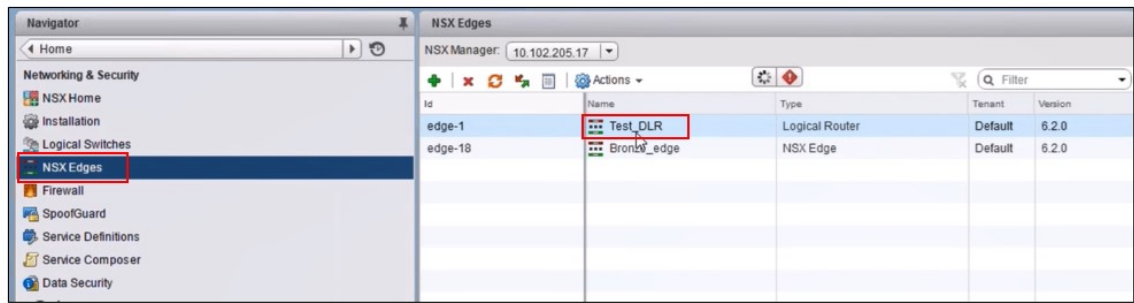 Navigator
Home
Networking & Security
NSX Home
Installation
Logical Switches
NSX Edges
Firewall
SpoofGuard
Service Definitions
Service Composer
Data Security
NSX Edges
NSX Manager: 10.102.205.17
Actions
Filter
Id Name Type Tenant Version
edge-1 Test_DLR Logical Router Default 6.2.0
edge-18 Bronze_edge NSX Edge Default 6.2.0